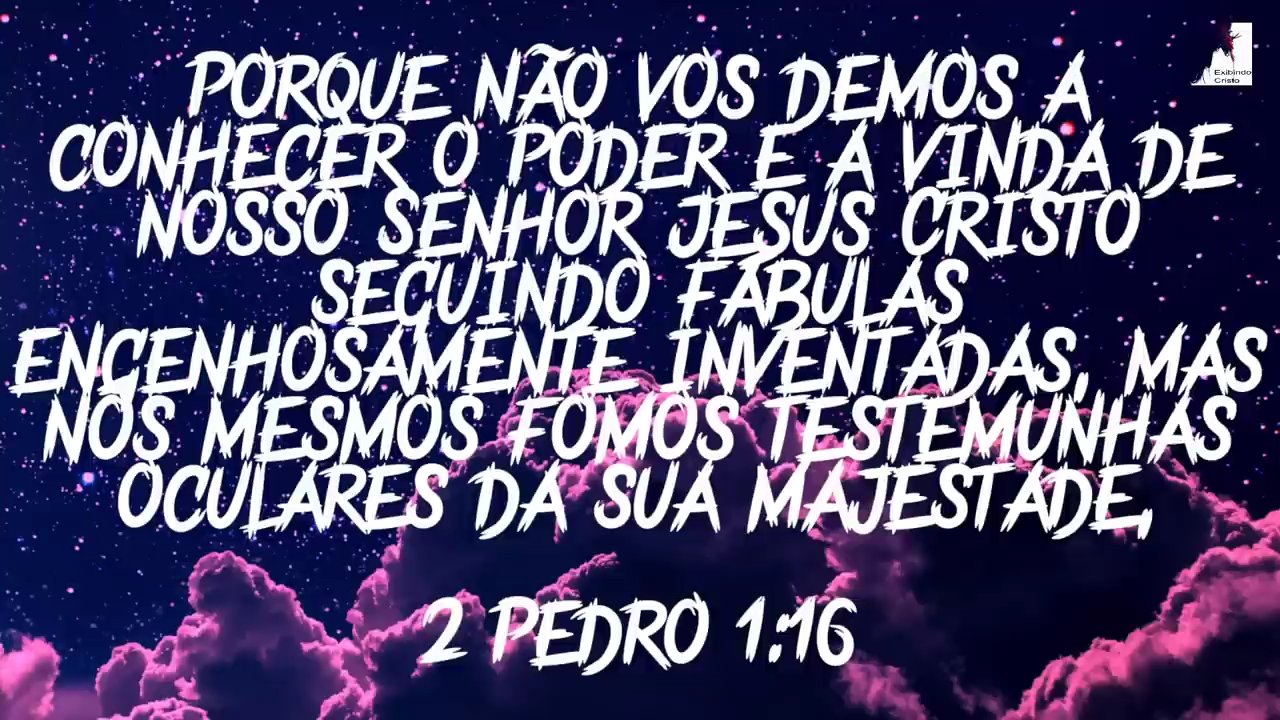 PORQUE NÃO VOS DEMOS A
CONHECER O PODER E A VINDA DE
NOSSO SENHOR JESUS CRISTO
SEGUINDO FÁBULAS
ENGENHOSAMENTE INVENTADAS, MAS
NÓS MESMOS FOMOS TESTEMUNHAS
OCULARES DA SUA MAJESTADE,
2 PEDRO 1:16
Exibindo
Cristo